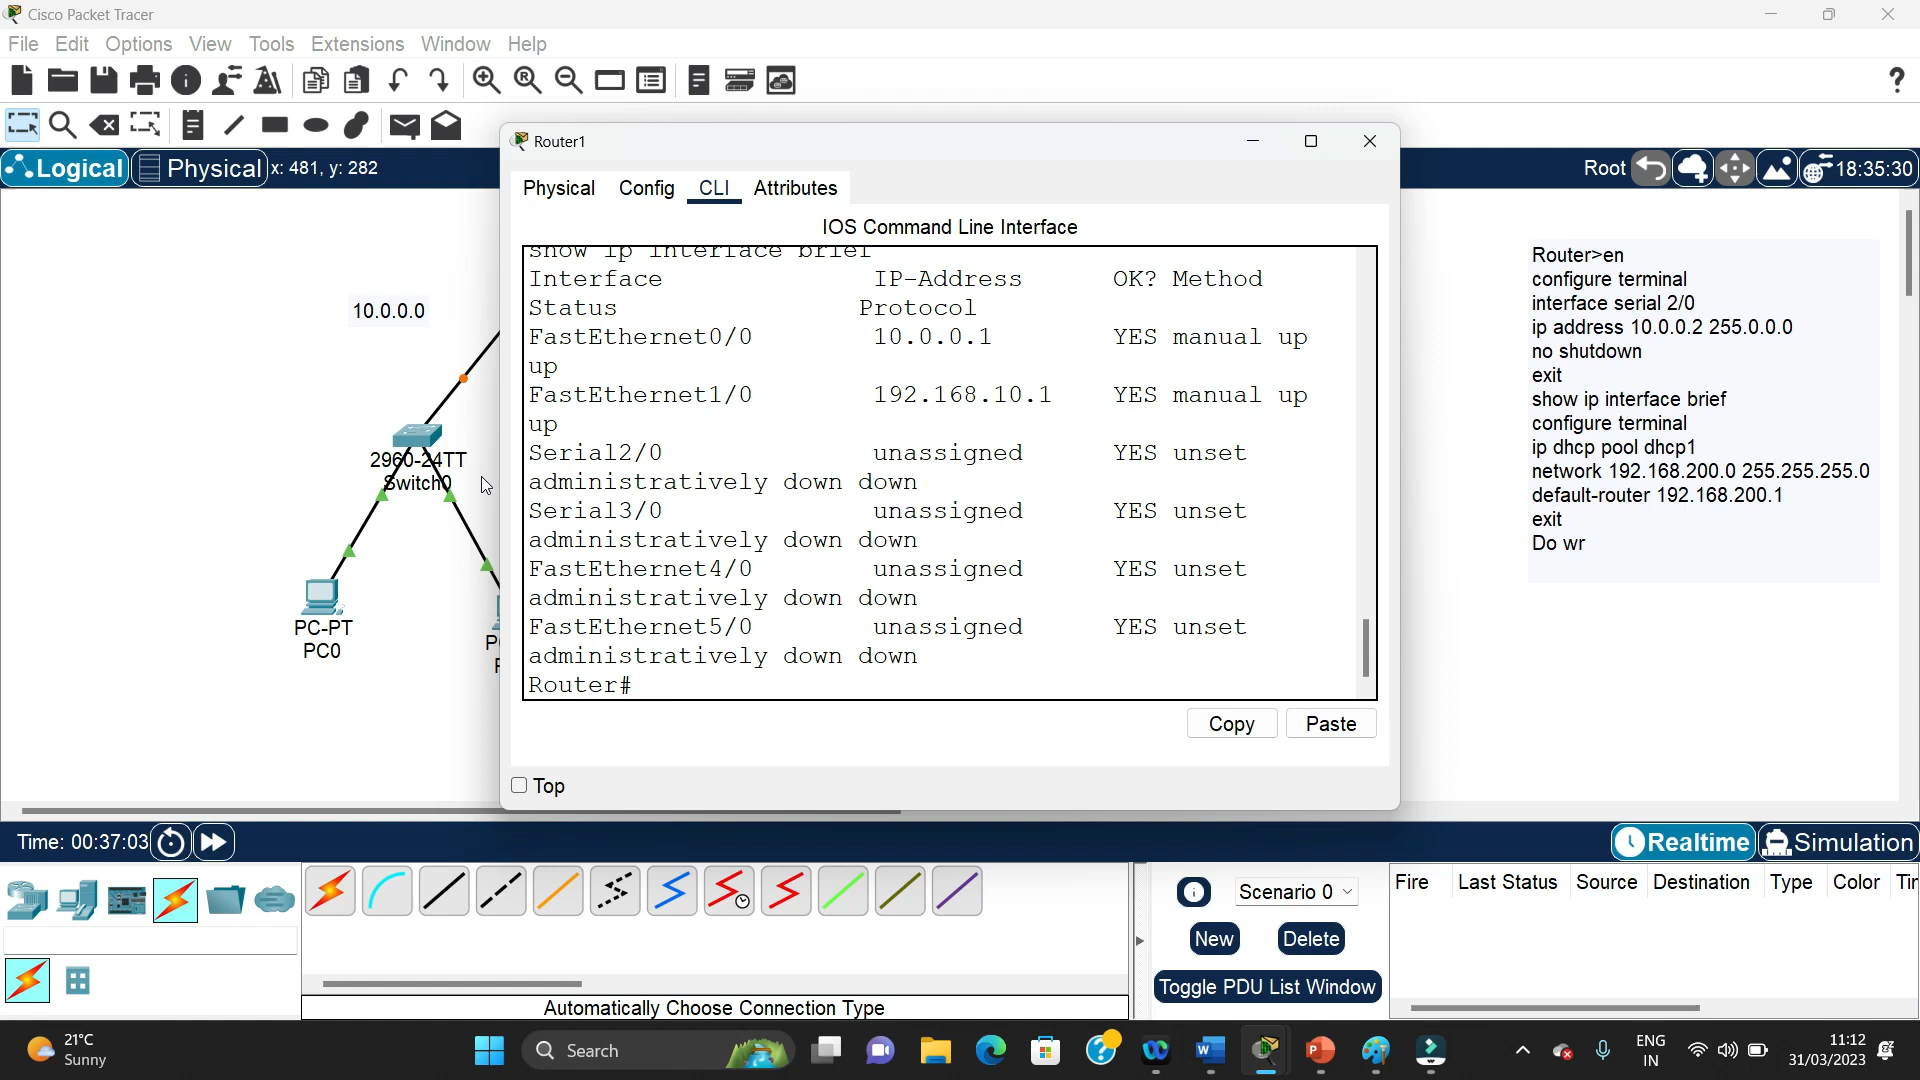 Cisco Packet Tracer
File Edit Options View Tools Extensions Window Help
Logical Physical x: 481, y: 282
Root 18:35:30
10.0.0.0
2960-24TT
Switch0
PC-PT
PC0
Router1
Physical Config CLI Attributes
IOS Command Line Interface
show ip interface brief
Interface IP-Address OK? Method
Status Protocol
FastEthernet0/0 10.0.0.1 YES manual up
up
FastEthernet1/0 192.168.10.1 YES manual up
up
Serial2/0 unassigned YES unset
administratively down down
Serial3/0 unassigned YES unset
administratively down down
FastEthernet4/0 unassigned YES unset
administratively down down
FastEthernet5/0 unassigned YES unset
administratively down down
Router#
Copy Paste
Top
Router>en
configure terminal
interface serial 2/0
ip address 10.0.0.2 255.0.0.0
no shutdown
exit
show ip interface brief
configure terminal
ip dhcp pool dhcp1
network 192.168.200.0 255.255.255.0
default-router 192.168.200.1
exit
Do wr
Time: 00:37:03
Realtime Simulation
Automatically Choose Connection Type
Scenario 0
New Delete
Toggle PDU List Window
Fire Last Status Source Destination Type Color
21°C
Sunny
Search
ENG
IN
11:12
31/03/2023